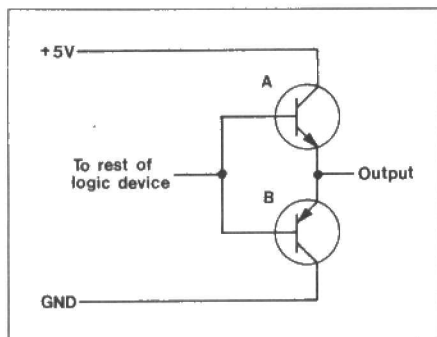 +5V
A
To rest of
logic device
Output
B
GND